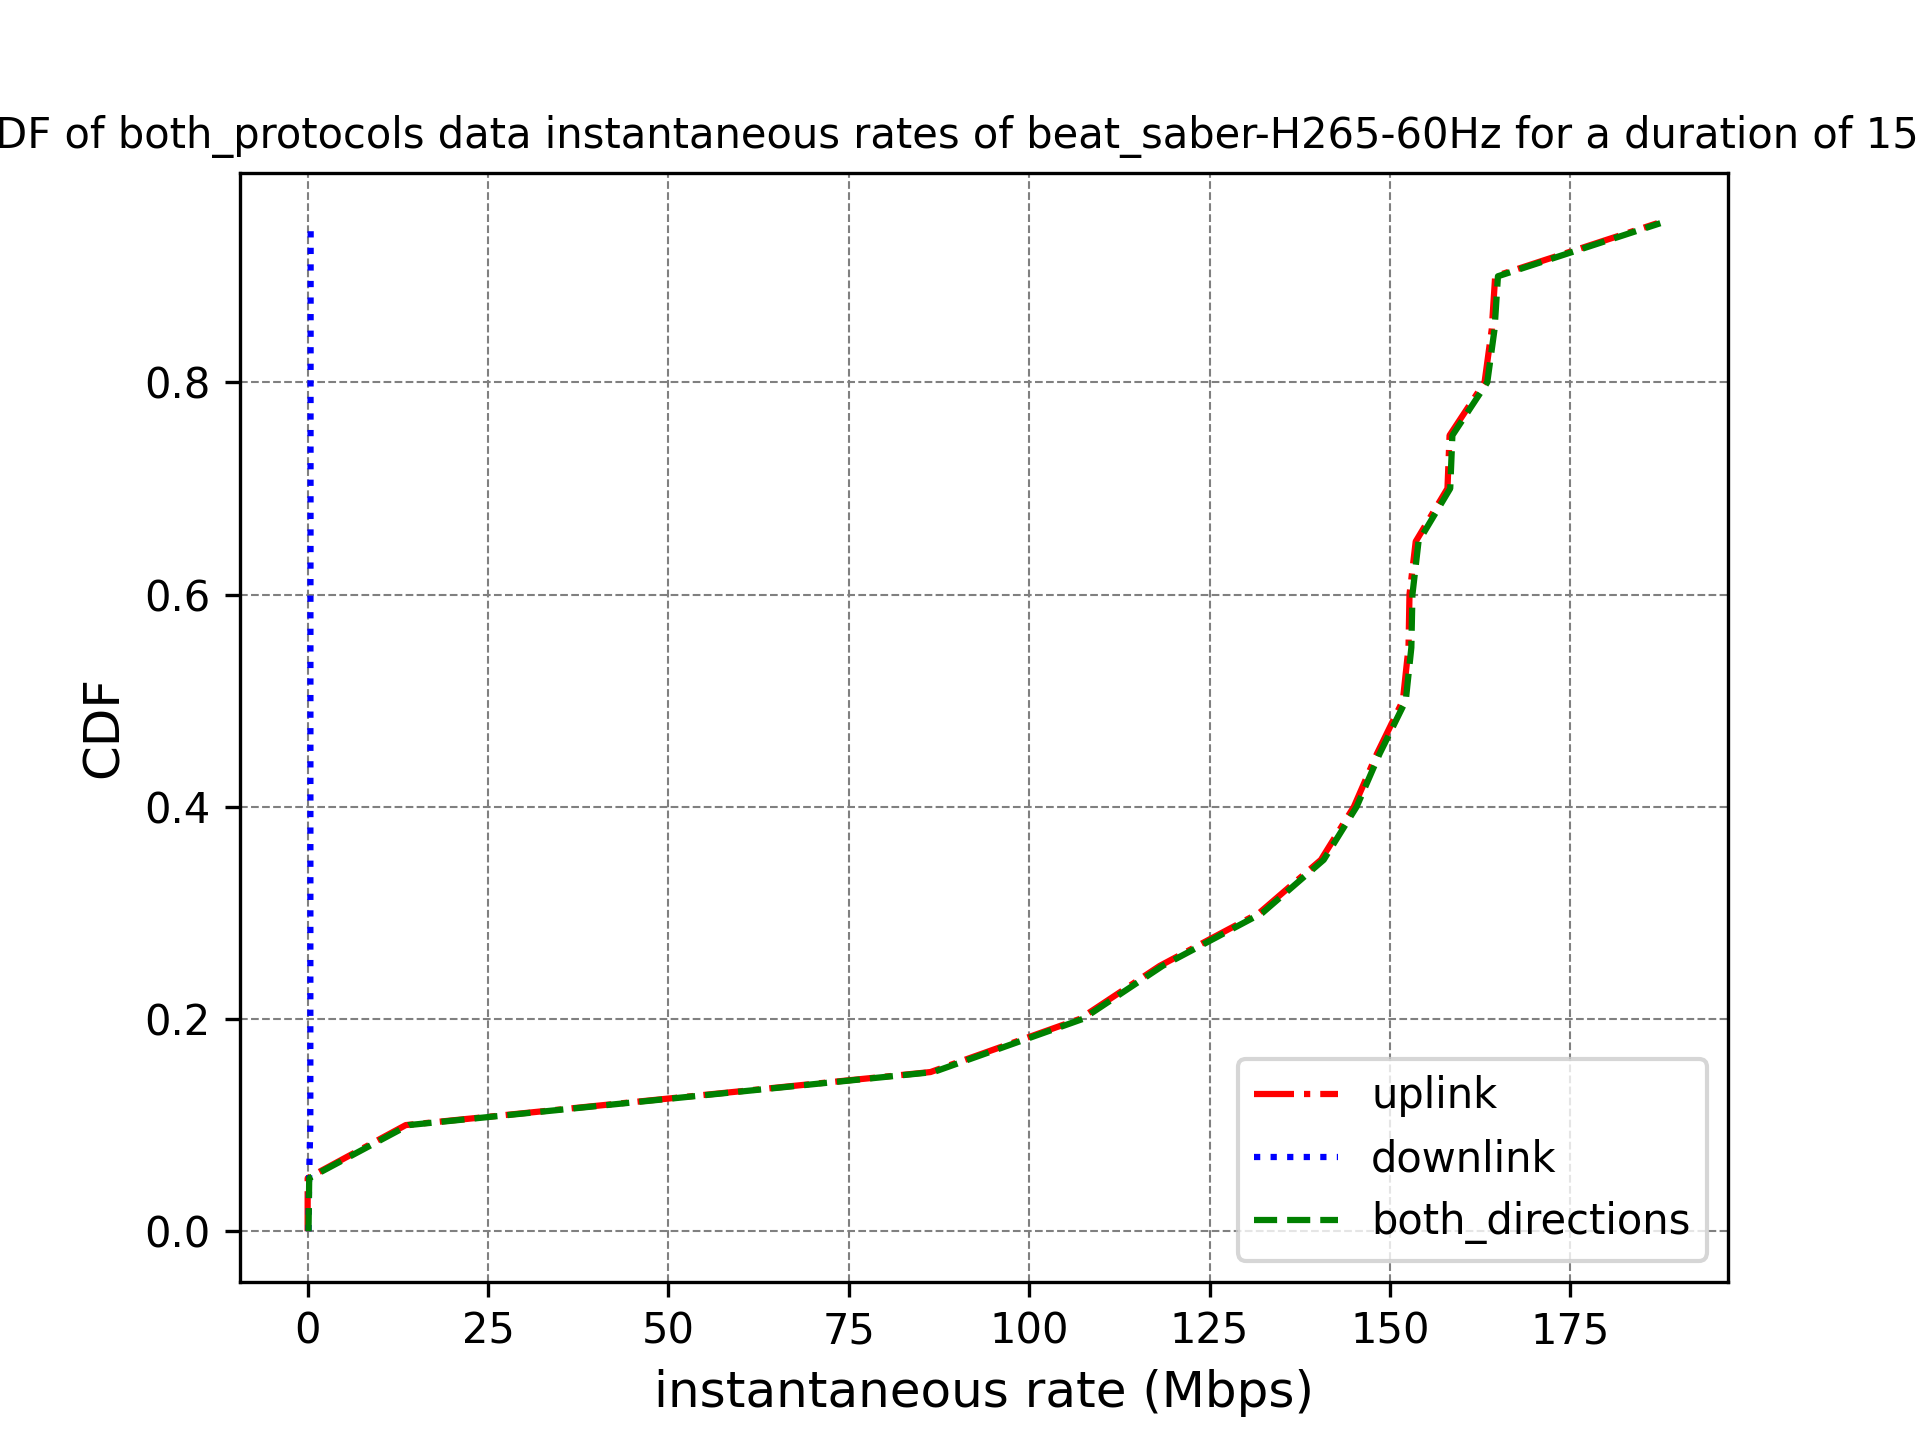 DF of both_protocols data instantaneous rates of beat_saber-H265-60Hz for a duration of 15
0.8
0.6
0.4
0.2
0.0
CDF
0 25 50 75 100 125 150 175
instantaneous rate (Mbps)
uplink
downlink
both_directions